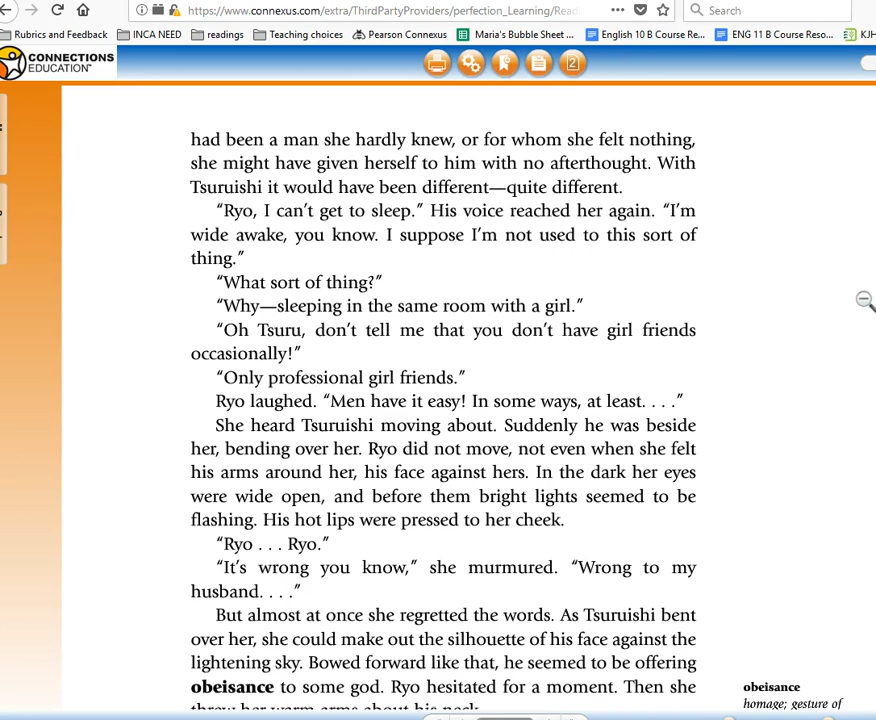 https://www.connexus.com/extra/ThirdPartyProviders/perfection_Learning/Read
Search
Rubrics and Feedback
INCA NEED
readings
Teaching choices
Pearson Connexus
Maria's Bubble Sheet ...
English 10 B Course Re...
ENG 11 B Course Reso...
KJH
CONNECTIONS
EDUCATION™
2
had been a man she hardly knew, or for whom she felt nothing,
she might have given herself to him with no afterthought. With
Tsuruishi it would have been different—quite different.
“Ryo, I can’t get to sleep.” His voice reached her again. “I’m
wide awake, you know. I suppose I’m not used to this sort of
thing.”
“What sort of thing?”
“Why—sleeping in the same room with a girl.”
“Oh Tsuru, don’t tell me that you don’t have girl friends
occasionally!”
“Only professional girl friends.”
Ryo laughed. “Men have it easy! In some ways, at least. . . .”
She heard Tsuruishi moving about. Suddenly he was beside
her, bending over her. Ryo did not move, not even when she felt
his arms around her, his face against hers. In the dark her eyes
were wide open, and before them bright lights seemed to be
flashing. His hot lips were pressed to her cheek.
“Ryo . . . Ryo.”
“It’s wrong you know,” she murmured. “Wrong to my
husband. . . .”
But almost at once she regretted the words. As Tsuruishi bent
over her, she could make out the silhouette of his face against the
lightening sky. Bowed forward like that, he seemed to be offering
obeisance to some god. Ryo hesitated for a moment. Then she
threw her warm arms about his neck.
obeisance
homage; gesture of